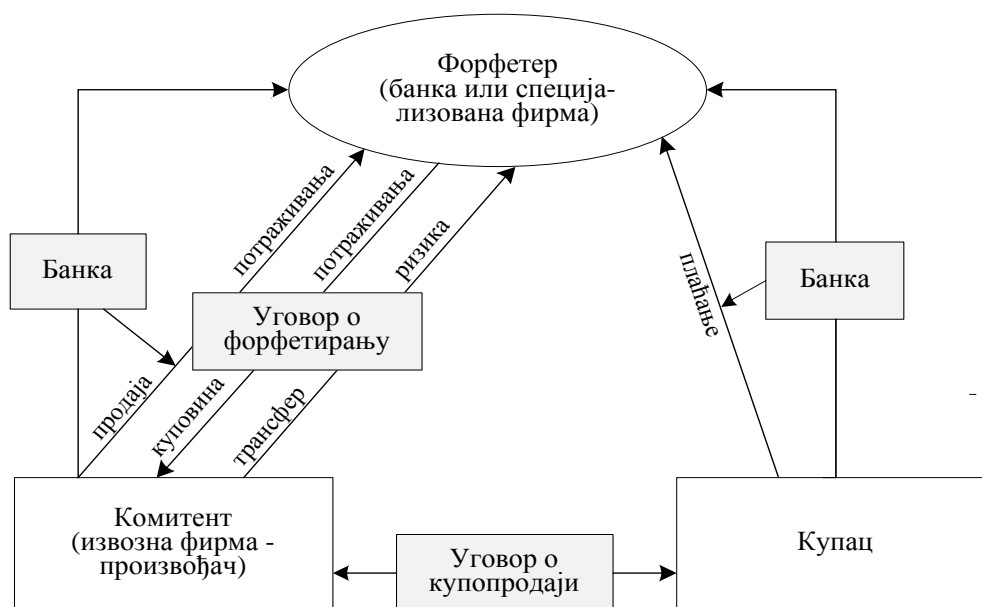 Форфетер
(банка или специја-
лизована фирма)
потраживања
потраживања
ризика
Банка
Уговор о
форфетирању
плаћање
Банка
продаја
куповина
трансфер
Комитент
(извозна фирма -
произвођач)
Уговор о
купопродаји
Купац